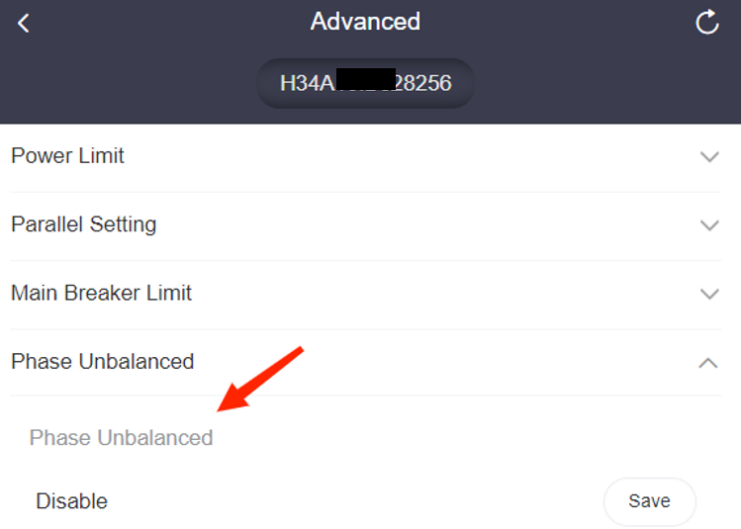 Advanced
H34A 28256
Power Limit
Parallel Setting
Main Breaker Limit
Phase Unbalanced
Phase Unbalanced
Disable
Save